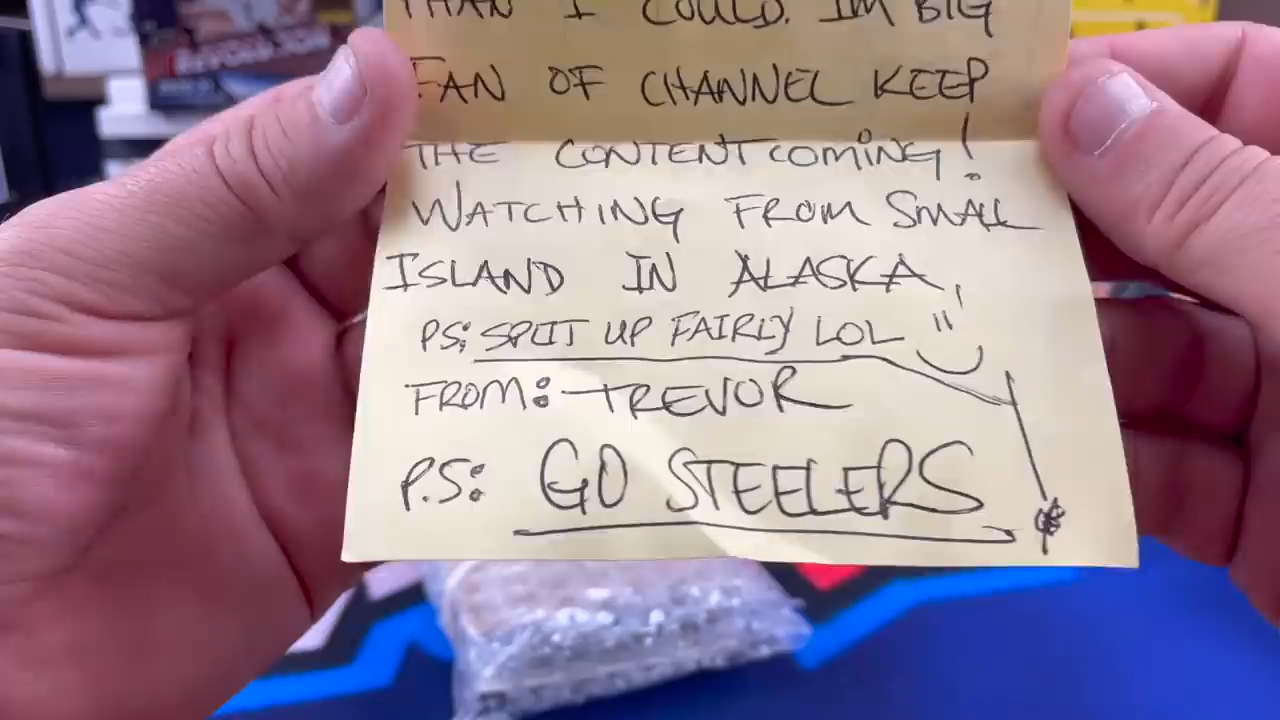 THAN I COULD. IM BIG
FAN OF CHANNEL KEEP
THE CONTENT COMING!
WATCHING FROM SMALL
ISLAND IN ALASKA,
PS: SPLIT UP FAIRLY LOL
FROM: TREVOR
P.S: GO STEELERS